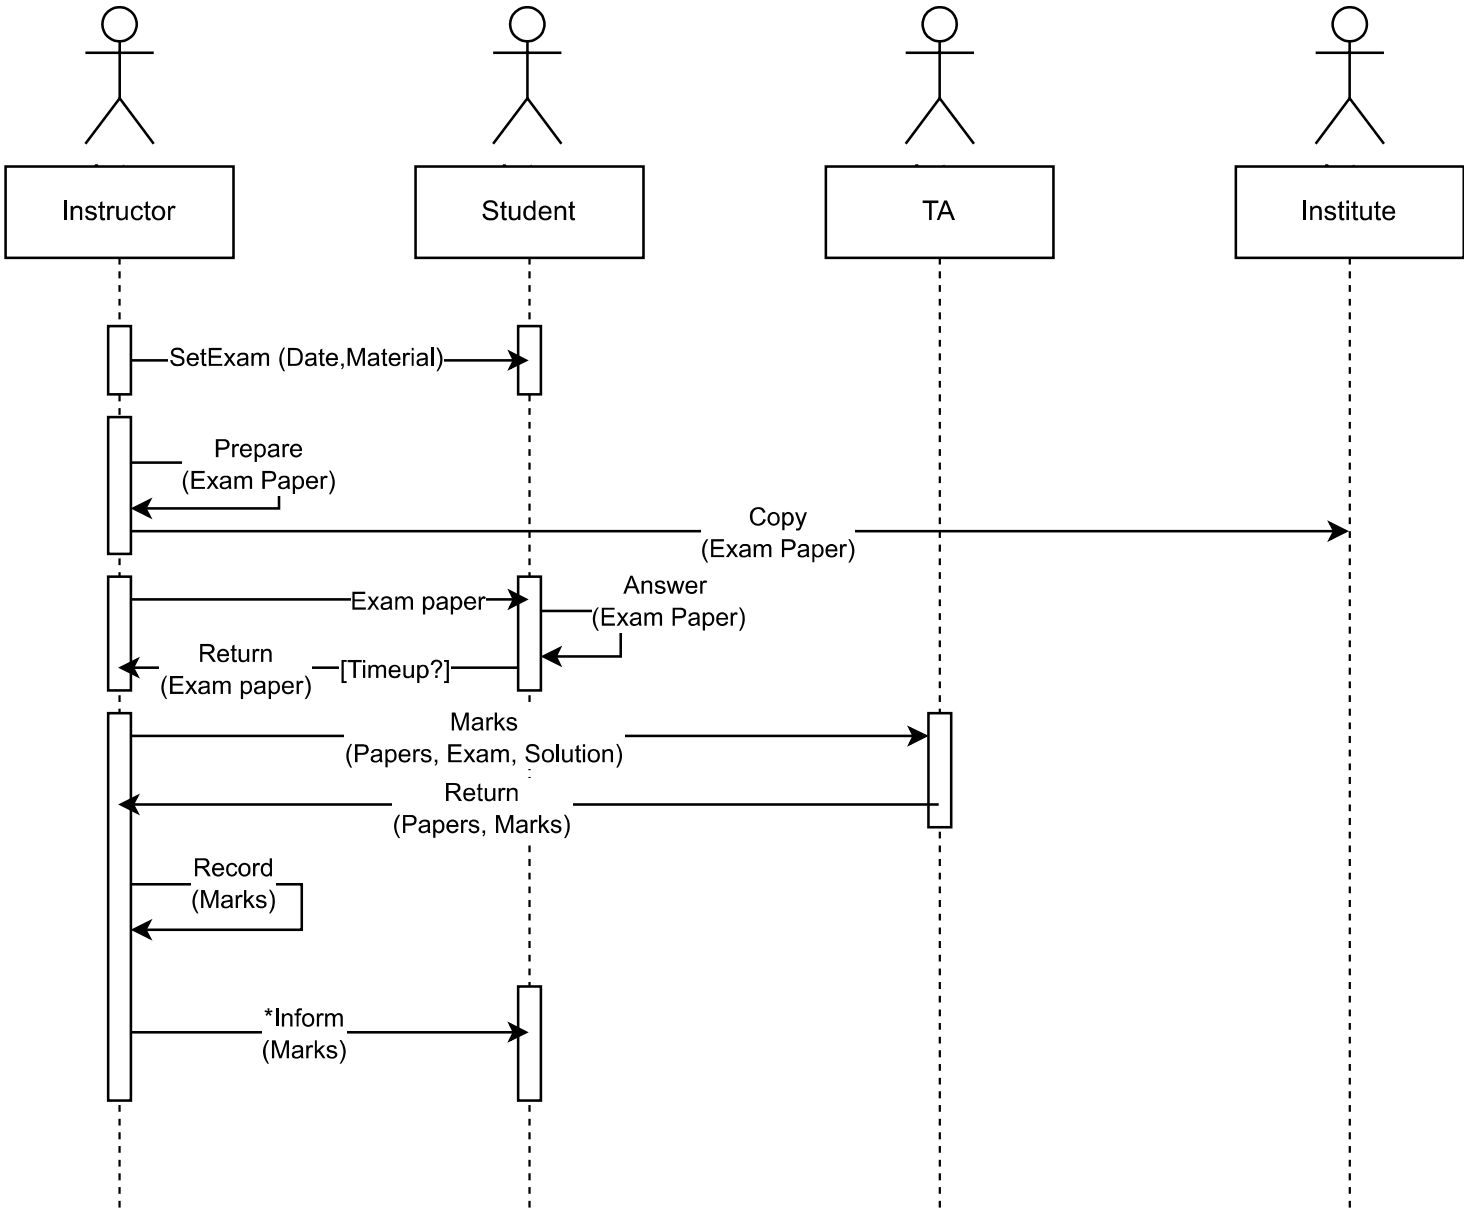 Instructor
Student
TA
Institute
SetExam (Date,Material)
Prepare
(Exam Paper)
Copy
(Exam Paper)
Exam paper
Answer
(Exam Paper)
Return
(Exam paper)
[Timeup?]
Marks
(Papers, Exam, Solution)
Return
(Papers, Marks)
Record
(Marks)
*Inform
(Marks)